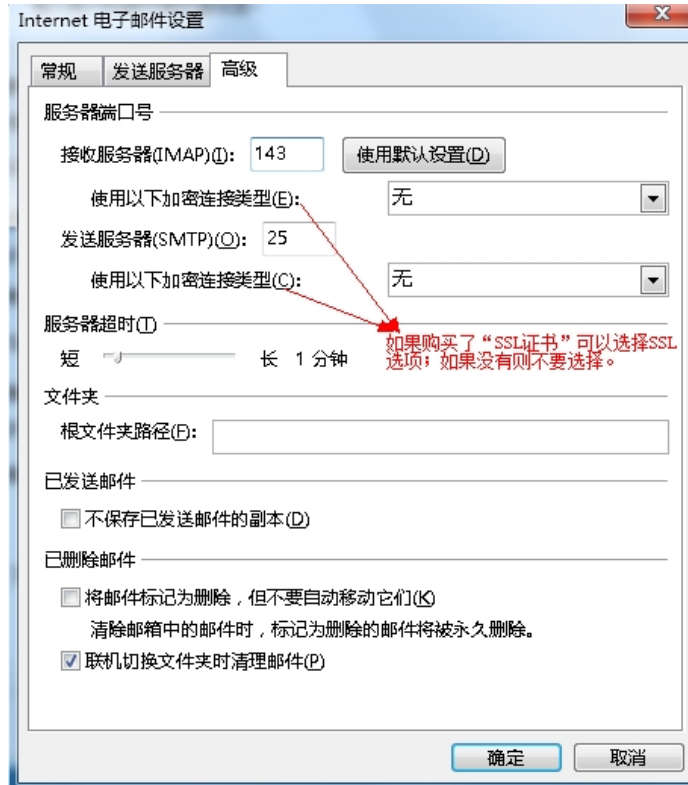 Internet 电子邮件设置
常规 发送服务器 高级
服务器端口号
接收服务器(IMAP)(I): 143 使用默认设置(D)
使用以下加密连接类型(E): 无
发送服务器(SMTP)(O): 25
使用以下加密连接类型(C): 无
服务器超时(T)
短 长 1 分钟
如果购买了“SSL证书”可以选择SSL
选项；如果没有则不要选择。
文件夹
根文件夹路径(F):
已发送邮件
不保存已发送邮件的副本(D)
已删除邮件
将邮件标记为删除，但不要自动移动它们(K)
清除邮箱中的邮件时，标记为删除的邮件将被永久删除。
联机切换文件夹时清理邮件(P)
确定 取消